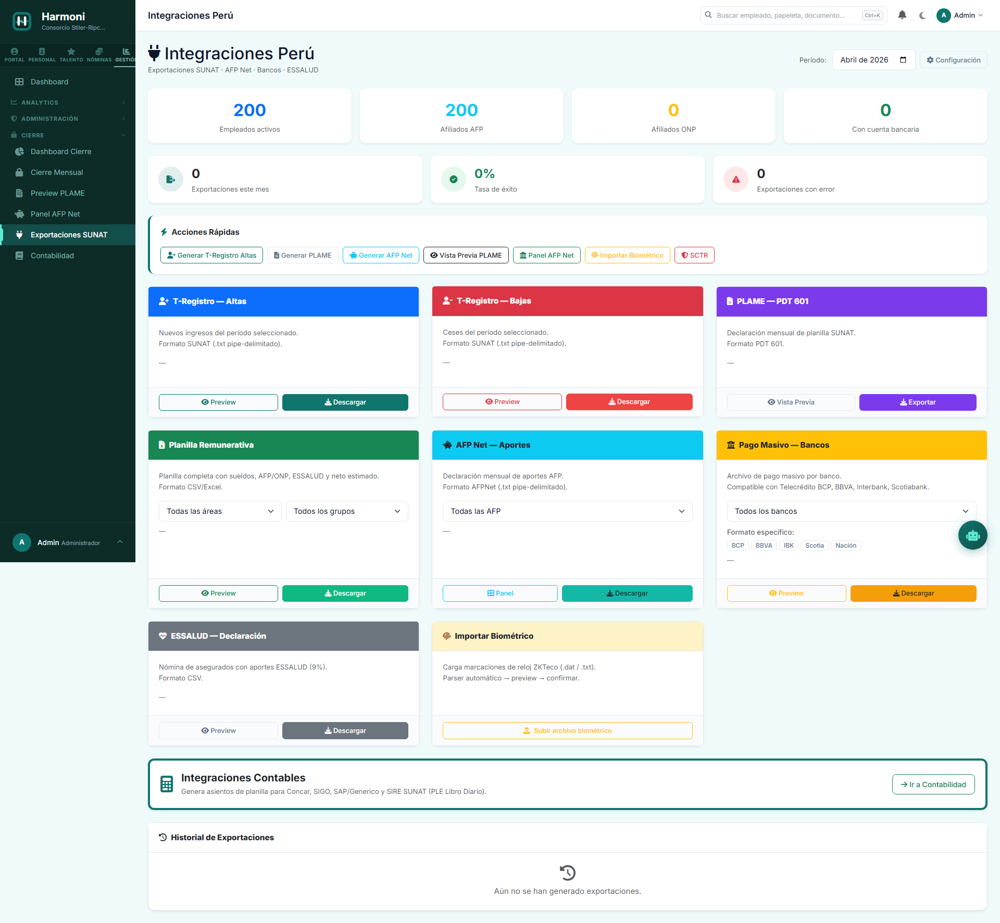 Harmoni
Consorcio Stiler-Ripc...
PORTAL PERSONAL TALENTO NÓMINAS GESTIÓN
Dashboard
ANALYTICS
ADMINISTRACIÓN
CIERRE
Dashboard Cierre
Cierre Mensual
Preview PLAME
Panel AFP Net
Exportaciones SUNAT
Contabilidad
A Admin Administrador
Integraciones Perú
Buscar empleado, papeleta, documento... Ctrl+K
A Admin
Integraciones Perú
Exportaciones SUNAT · AFP Net · Bancos · ESSALUD
Período: Abril de 2026 Configuración
200
Empleados activos
200
Afiliados AFP
0
Afiliados ONP
0
Con cuenta bancaria
0
Exportaciones este mes
0%
Tasa de éxito
0
Exportaciones con error
Acciones Rápidas
Generar T-Registro Altas Generar PLAME Generar AFP Net Vista Previa PLAME Panel AFP Net Importar Biométrico SCTR
T-Registro — Altas
Nuevos ingresos del período seleccionado.
Formato SUNAT (.txt pipe-delimitado).
—
Preview Descargar
T-Registro — Bajas
Ceses del período seleccionado.
Formato SUNAT (.txt pipe-delimitado).
—
Preview Descargar
PLAME — PDT 601
Declaración mensual de planilla SUNAT.
Formato PDT 601.
—
Vista Previa Exportar
Planilla Remunerativa
Planilla completa con sueldos, AFP/ONP, ESSALUD y neto estimado.
Formato CSV/Excel.
Todas las áreas Todos los grupos
—
Preview Descargar
AFP Net — Aportes
Declaración mensual de aportes AFP.
Formato AFPNet (.txt pipe-delimitado).
Todas las AFP
—
Panel Descargar
Pago Masivo — Bancos
Archivo de pago masivo por banco.
Compatible con Telecrédito BCP, BBVA, Interbank, Scotiabank.
Todos los bancos
Formato específico:
BCP BBVA IBK Scotia Nación
—
Preview Descargar
ESSALUD — Declaración
Nómina de asegurados con aportes ESSALUD (9%).
Formato CSV.
—
Preview Descargar
Importar Biométrico
Carga marcaciones de reloj ZKTeco (.dat / .txt).
Parser automático → preview → confirmar.
Subir archivo biométrico
Integraciones Contables
Genera asientos de planilla para Concar, SIGO, SAP/Generico y SIRE SUNAT (PLE Libro Diario).
→ Ir a Contabilidad
Historial de Exportaciones
Aún no se han generado exportaciones.